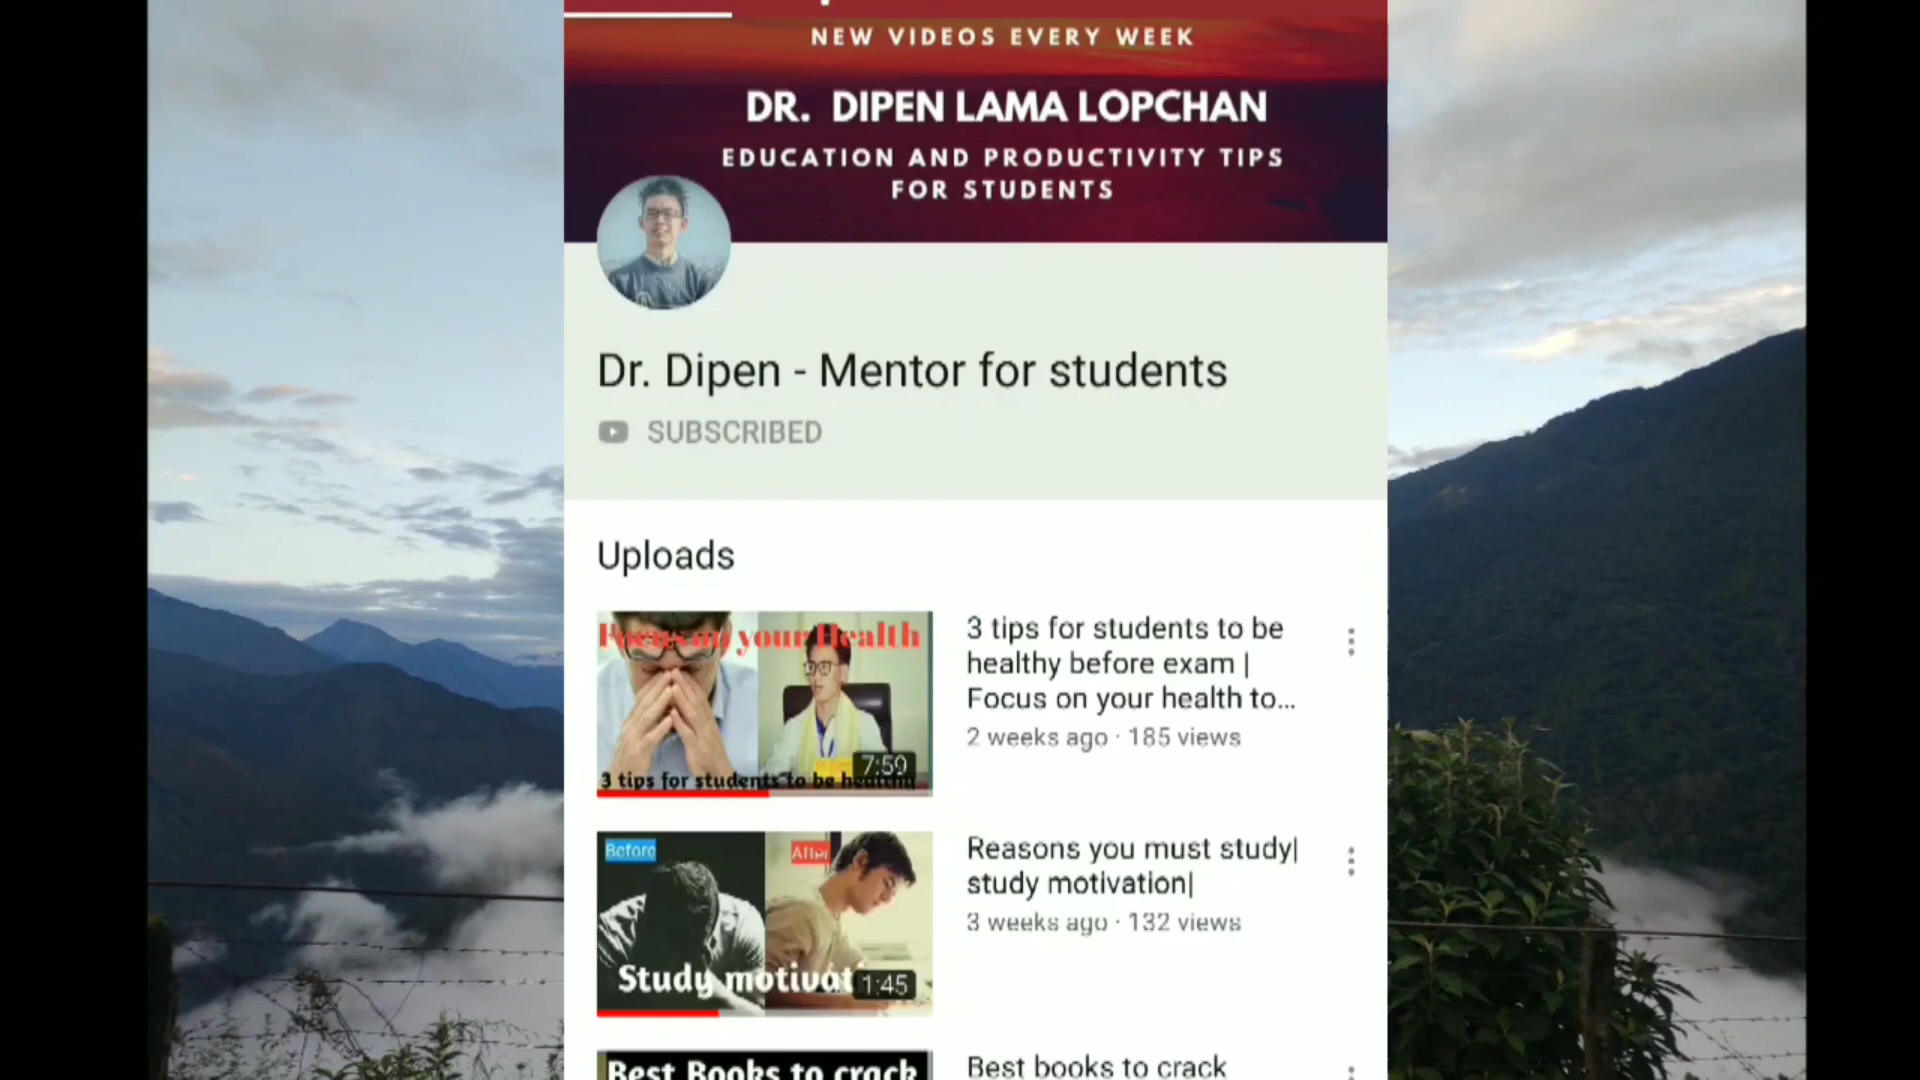 NEW VIDEOS EVERY WEEK
DR. DIPEN LAMA LOPCHAN
EDUCATION AND PRODUCTIVITY TIPS
FOR STUDENTS
Dr. Dipen - Mentor for students
SUBSCRIBED
Uploads
Focus on your Health
7:59
3 tips for students to be healthy
3 tips for students to be
healthy before exam |
Focus on your health to...
2 weeks ago · 185 views
Before
After
Study motivat
1:45
Reasons you must study|
study motivation|
3 weeks ago · 132 views
Best Books to crack
Best books to crack